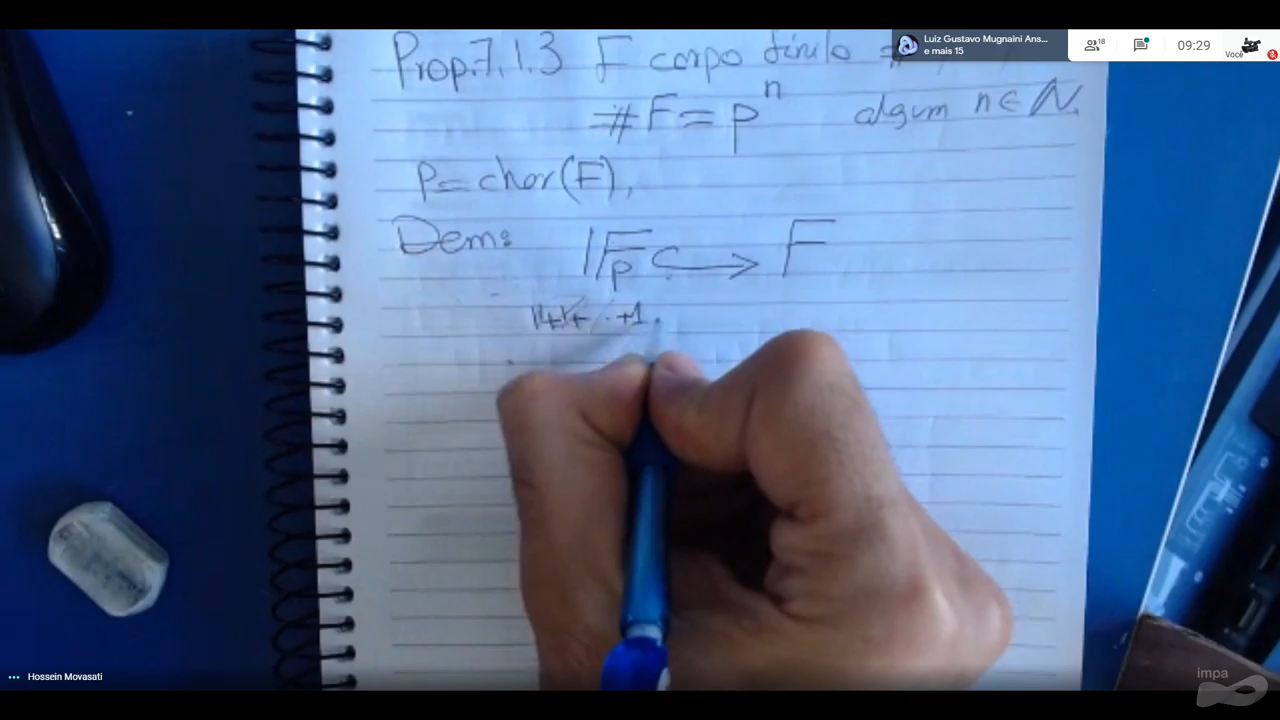 Luiz Gustavo Mugnaini Ans...
e mais 15
18
09:29
Você
Prop.7.1.3 F corpo finito
#F = p^n algum n ∈ ℕ
P = char(F),
Dem: 𝔽p ↪ F
1+1+ · · +1
Hossein Movasati
impa